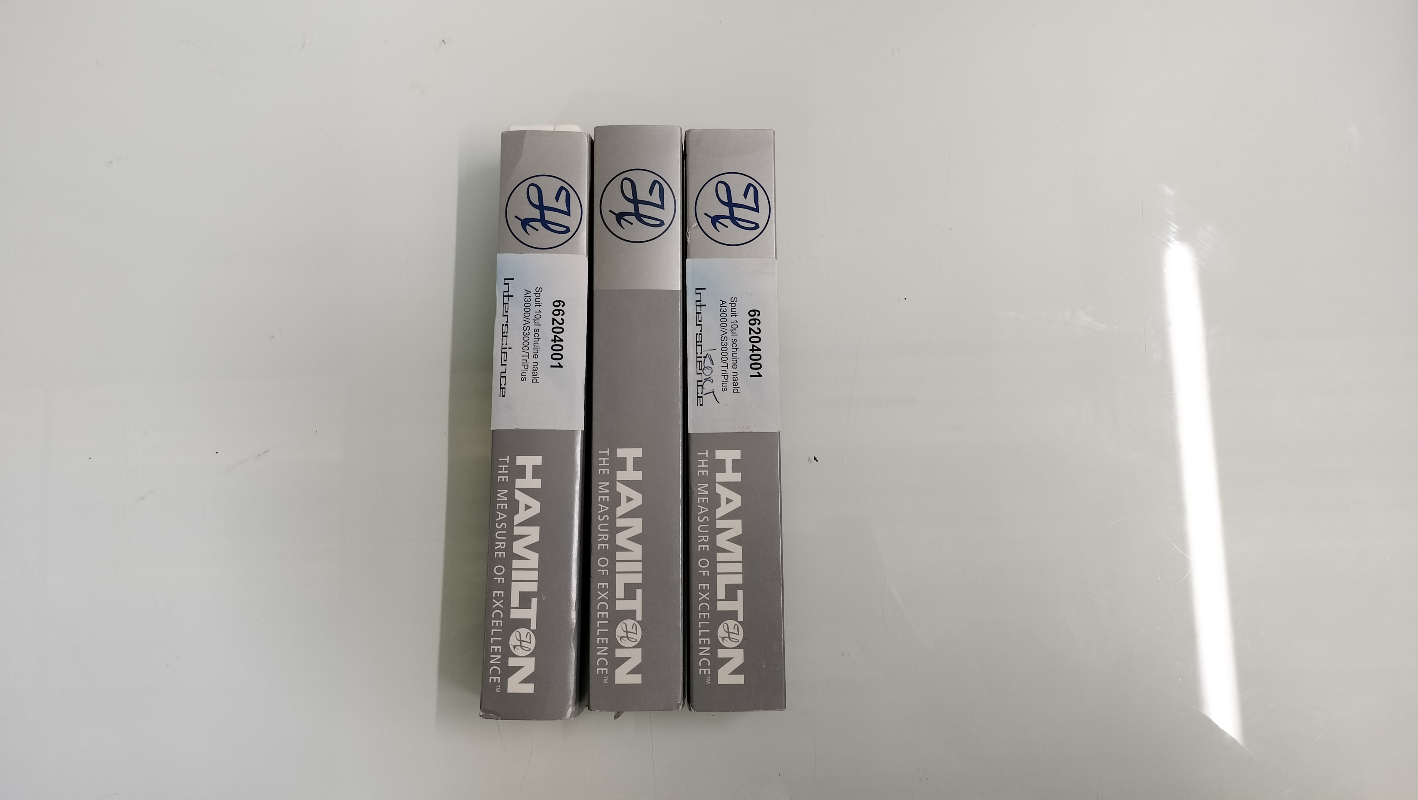 66204001
Spuit 10µl schuine naald
AI3000/AS3000/TriPlus
Interscience
HAMILTON
THE MEASURE OF EXCELLENCE™
HAMILTON
THE MEASURE OF EXCELLENCE™
66204001
Spuit 10µl schuine naald
AI3000/AS3000/TriPlus
Interscience
HAMILTON
THE MEASURE OF EXCELLENCE™